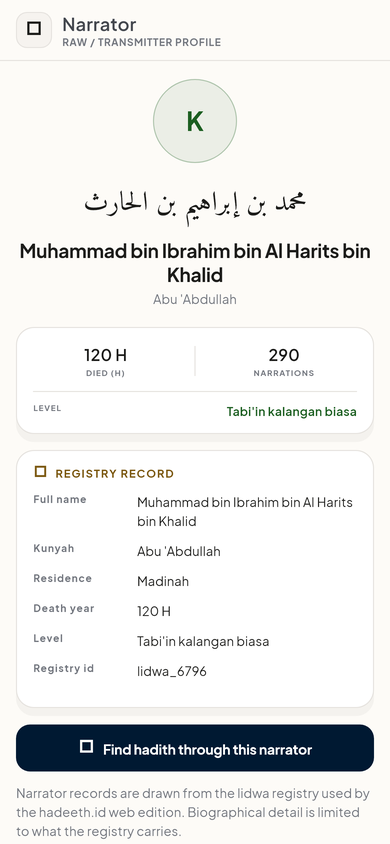 Narrator
RAW / TRANSMITTER PROFILE
K
محمد بن إبراهيم بن الحارث
Muhammad bin Ibrahim bin Al Harits bin
Khalid
Abu 'Abdullah
120 H
DIED (H)
290
NARRATIONS
LEVEL
Tabi'in kalangan biasa
REGISTRY RECORD
Full name
Muhammad bin Ibrahim bin Al Harits
bin Khalid
Kunyah
Abu 'Abdullah
Residence
Madinah
Death year
120 H
Level
Tabi'in kalangan biasa
Registry id
lidwa_6796
Find hadith through this narrator
Narrator records are drawn from the lidwa registry used by
the hadeeth.id web edition. Biographical detail is limited
to what the registry carries.